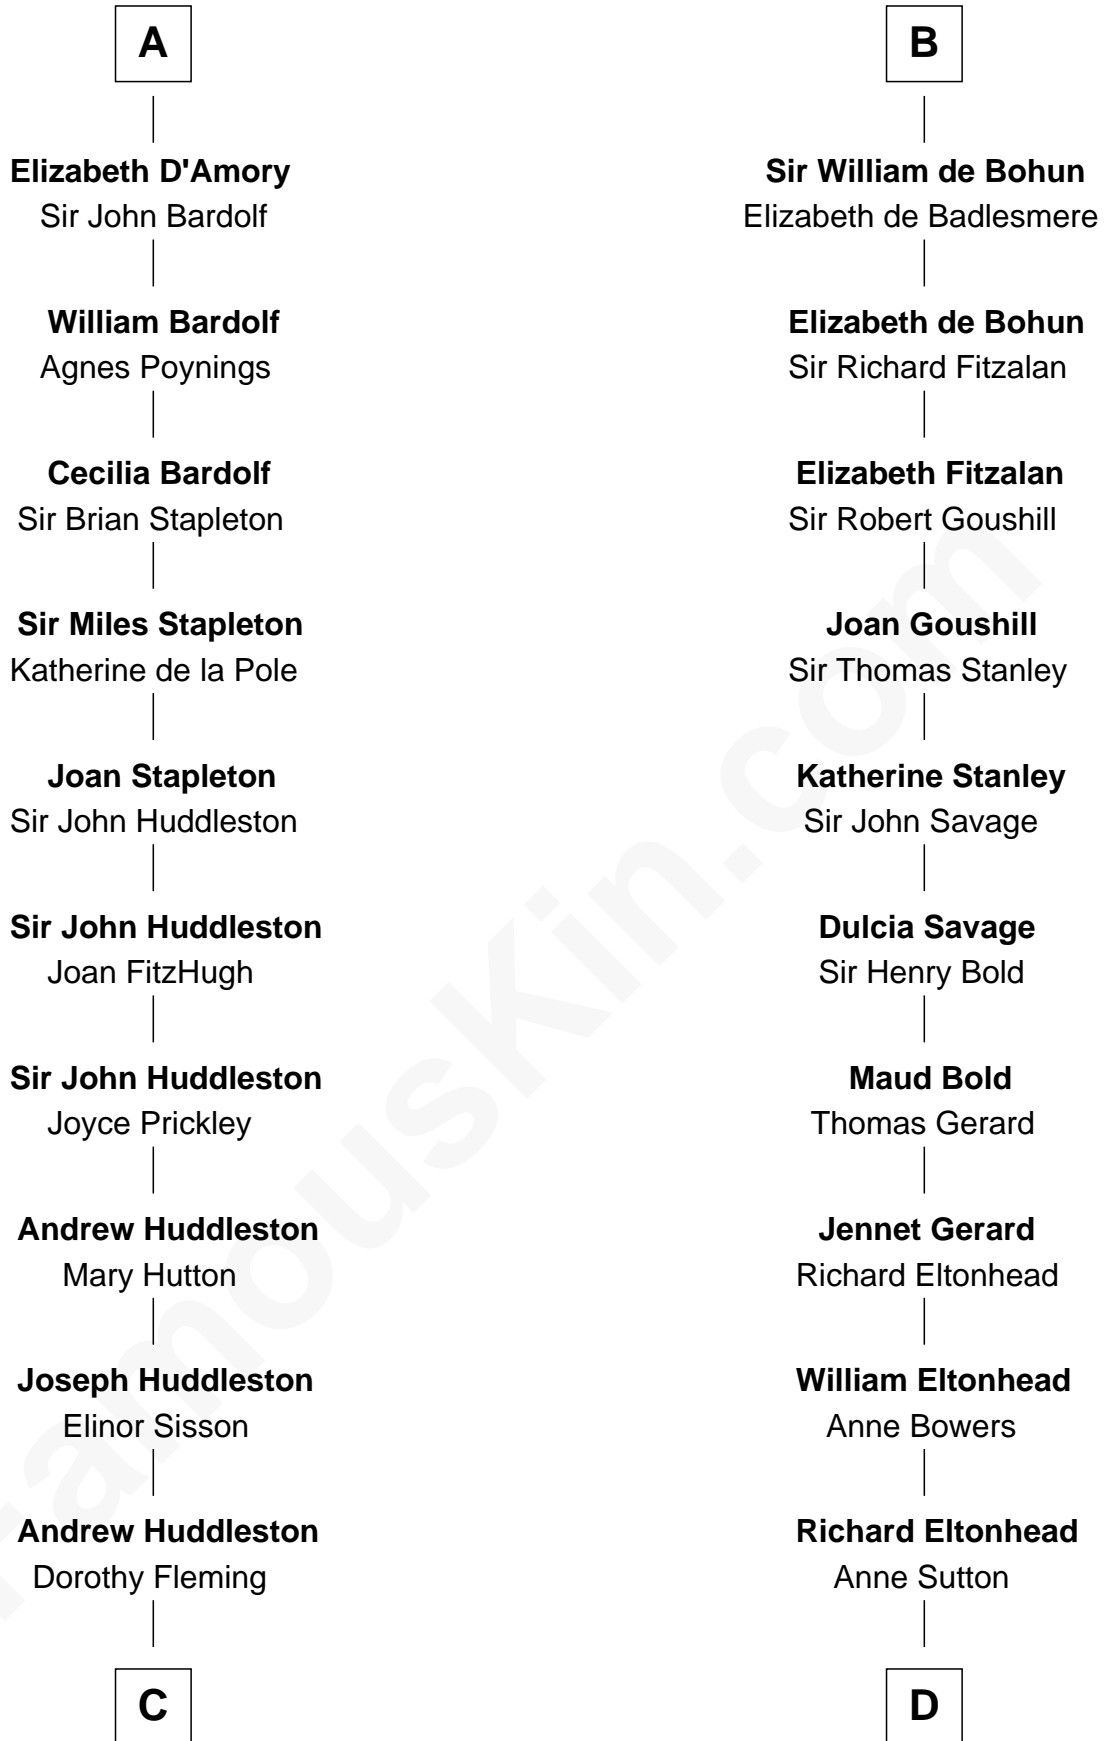 A
Elizabeth D'Amory
Sir John Bardolf
William Bardolf
Agnes Poynings
Cecilia Bardolf
Sir Brian Stapleton
Sir Miles Stapleton
Katherine de la Pole
Joan Stapleton
Sir John Huddleston
Sir John Huddleston
Joan FitzHugh
Sir John Huddleston
Joyce Prickley
Andrew Huddleston
Mary Hutton
Joseph Huddleston
Elinor Sisson
Andrew Huddleston
Dorothy Fleming
C
B
Sir William de Bohun
Elizabeth de Badlesmere
Elizabeth de Bohun
Sir Richard Fitzalan
Elizabeth Fitzalan
Sir Robert Goushill
Joan Goushill
Sir Thomas Stanley
Katherine Stanley
Sir John Savage
Dulcia Savage
Sir Henry Bold
Maud Bold
Thomas Gerard
Jennet Gerard
Richard Eltonhead
William Eltonhead
Anne Bowers
Richard Eltonhead
Anne Sutton
D
FamousKin.com